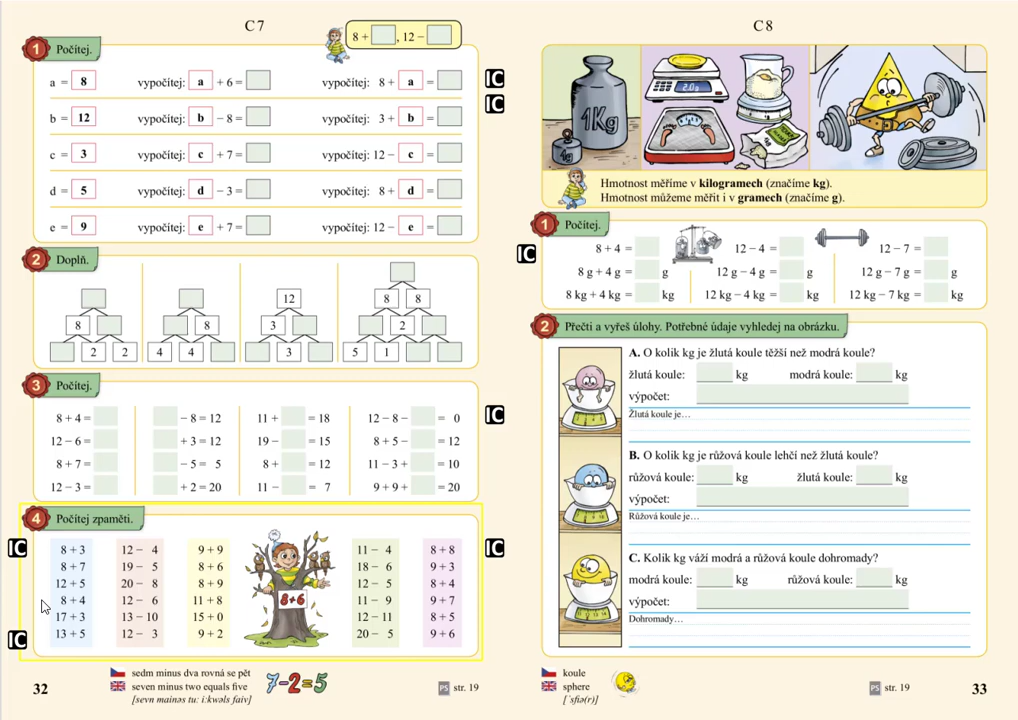 C 7
8 + , 12 −
1 Počítej.
a = 8 vypočítej: a + 6 = vypočítej: 8 + a =
b = 12 vypočítej: b − 8 = vypočítej: 3 + b =
c = 3 vypočítej: c + 7 = vypočítej: 12 − c =
d = 5 vypočítej: d − 3 = vypočítej: 8 + d =
e = 9 vypočítej: e + 7 = vypočítej: 12 − e =
IC
IC
2 Doplň.
12 8 8
8 8 3 2
2 2 4 4 3 5 1
3 Počítej.
8 + 4 = − 8 = 12 11 + = 18 12 − 8 − = 0
12 − 6 = + 3 = 12 19 − = 15 8 + 5 − = 12
8 + 7 = − 5 = 5 8 + = 12 11 − 3 + = 10
12 − 3 = + 2 = 20 11 − = 7 9 + 9 + = 20
IC
4 Počítej zpaměti.
IC
IC
IC
8 + 3 12 − 4 9 + 9 11 − 4 8 + 8
8 + 7 19 − 5 8 + 6 18 − 6 9 + 3
12 + 5 20 − 8 8 + 9 12 − 5 8 + 4
8 + 4 12 − 6 11 + 8 11 − 9 9 + 7
17 + 3 13 − 10 15 + 0 12 − 11 8 + 5
13 + 5 12 − 3 9 + 2 20 − 5 9 + 6
8+6
32
sedm minus dva rovná se pět
seven minus two equals five
[sevn mainəs tu: i:kwəls faiv]
7-2=5
PS str. 19
C 8
1Kg
1g
2.0g
Hmotnost měříme v kilogramech (značíme kg).
Hmotnost můžeme měřit i v gramech (značíme g).
1 Počítej.
IC
8 + 4 = 12 − 4 = 12 − 7 =
8 g + 4 g = g 12 g − 4 g = g 12 g − 7 g = g
8 kg + 4 kg = kg 12 kg − 4 kg = kg 12 kg − 7 kg = kg
2 Přečti a vyřeš úlohy. Potřebné údaje vyhledej na obrázku.
A. O kolik kg je žlutá koule těžší než modrá koule?
žlutá koule: kg modrá koule: kg
výpočet:
Žlutá koule je…
B. O kolik kg je růžová koule lehčí než žlutá koule?
růžová koule: kg žlutá koule: kg
výpočet:
Růžová koule je…
C. Kolik kg váží modrá a růžová koule dohromady?
modrá koule: kg růžová koule: kg
výpočet:
Dohromady…
koule
sphere
[ˈsfiə(r)]
PS str. 19
33